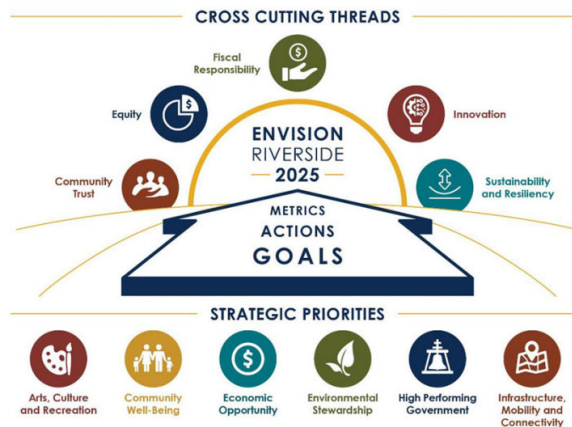 CROSS CUTTING THREADS
Fiscal
Responsibility
$
Equity
$
Innovation
ENVISION
RIVERSIDE
2025
Community
Trust
Sustainability
and Resiliency
METRICS
ACTIONS
GOALS
STRATEGIC PRIORITIES
$
Arts, Culture
and Recreation
Community
Well-Being
Economic
Opportunity
Environmental
Stewardship
High Performing
Government
Infrastructure,
Mobility and
Connectivity